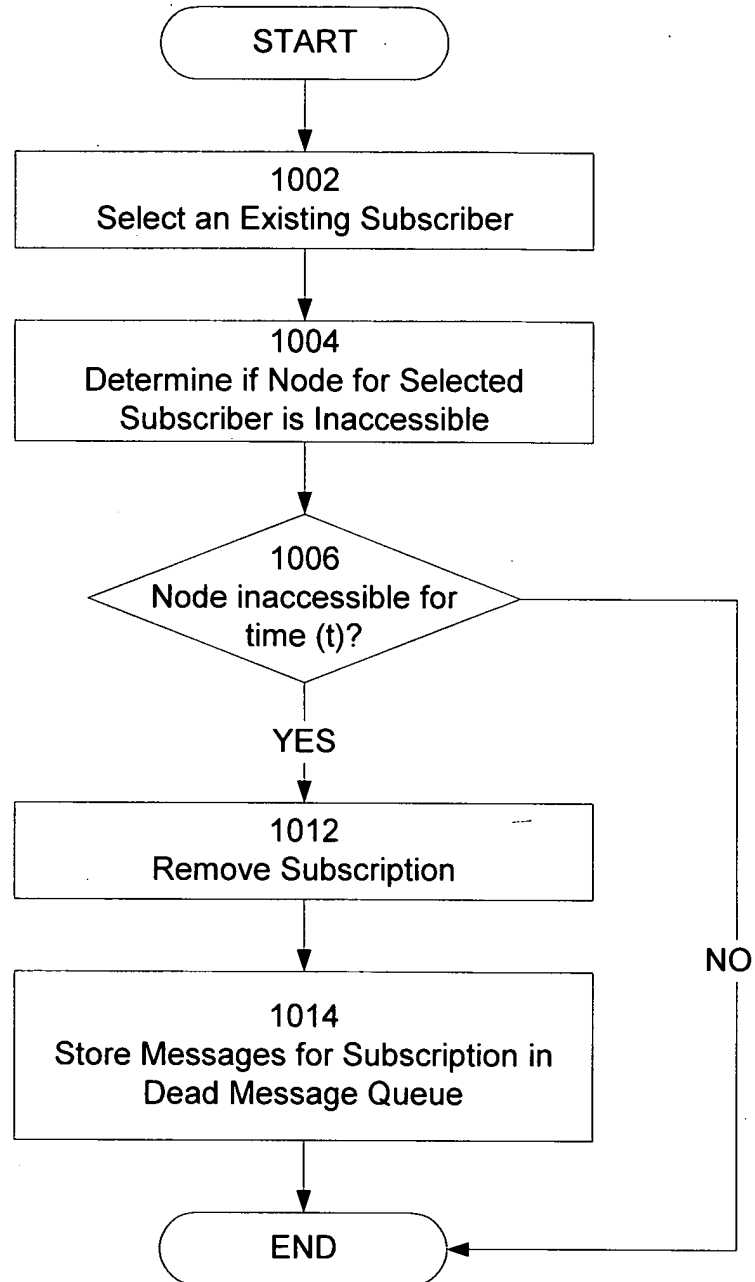 START
1002
Select an Existing Subscriber
1004
Determine if Node for Selected
Subscriber is Inaccessible
1006
Node inaccessible for
time (t)?
YES
1012
Remove Subscription
NO
1014
Store Messages for Subscription in
Dead Message Queue
END